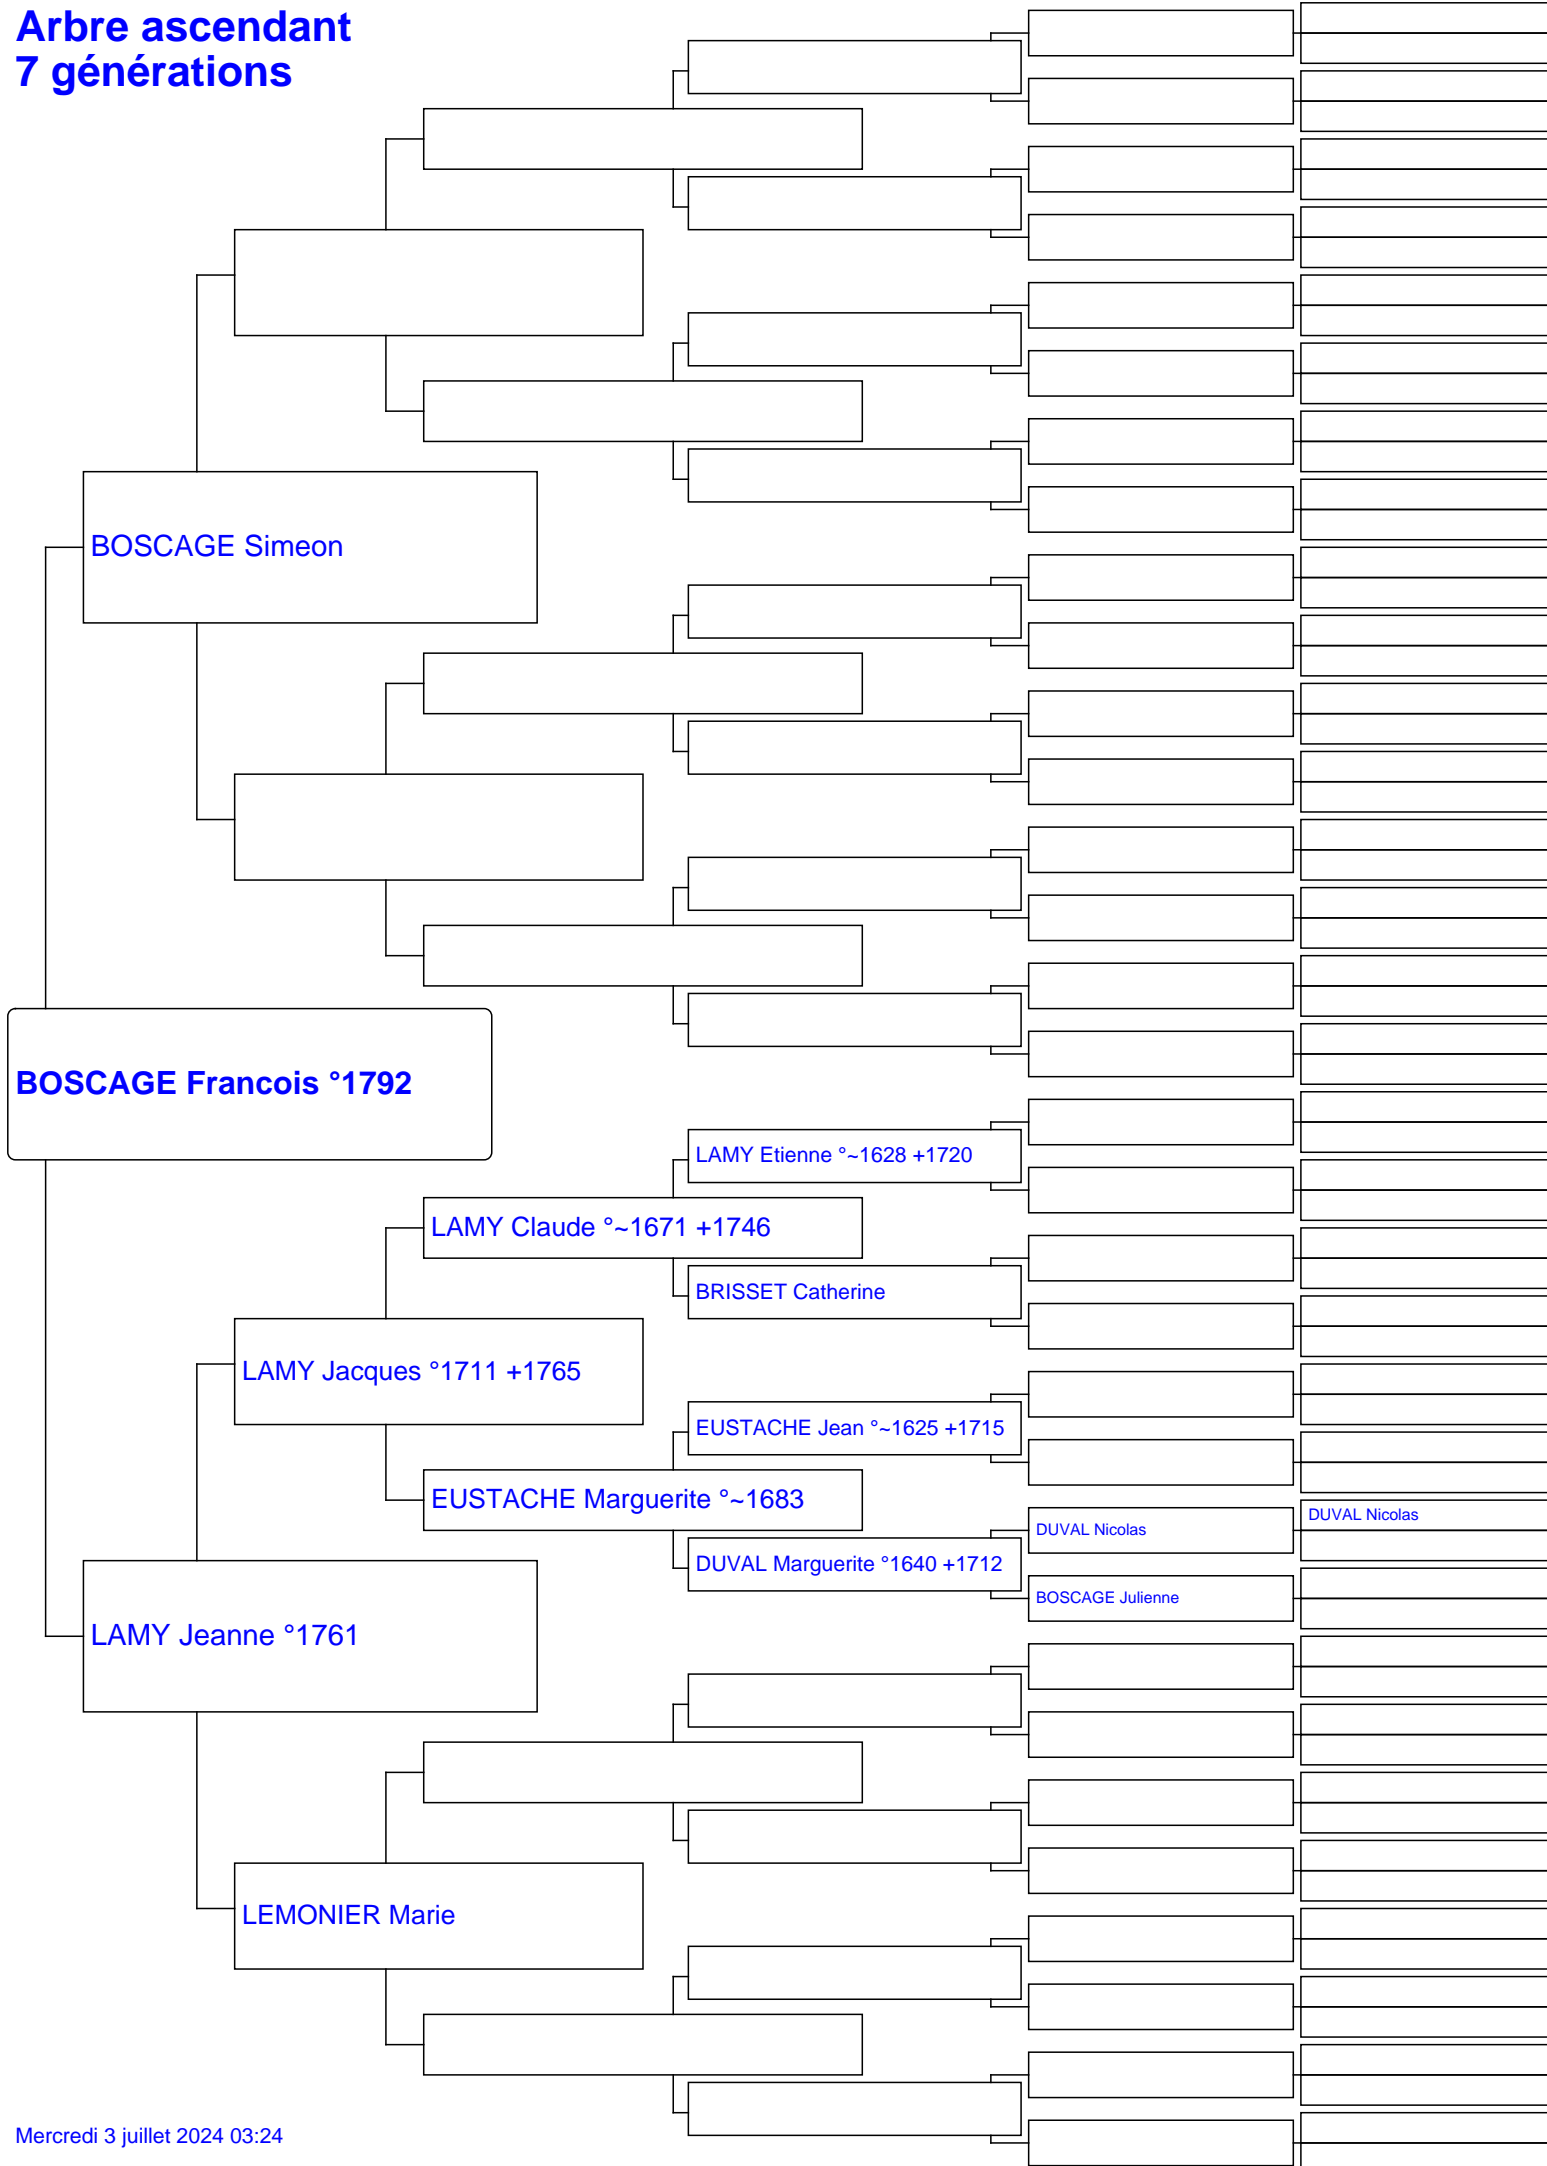 Arbre ascendant
7 générations
BOSCAGE Simeon
BOSCAGE Francois °1792
LAMY Etienne °~1628 +1720
LAMY Claude °~1671 +1746
BRISSET Catherine
LAMY Jacques °1711 +1765
EUSTACHE Jean °~1625 +1715
EUSTACHE Marguerite °~1683
DUVAL Nicolas
DUVAL Nicolas
DUVAL Marguerite °1640 +1712
BOSCAGE Julienne
LAMY Jeanne °1761
LEMONIER Marie
Mercredi 3 juillet 2024 03:24